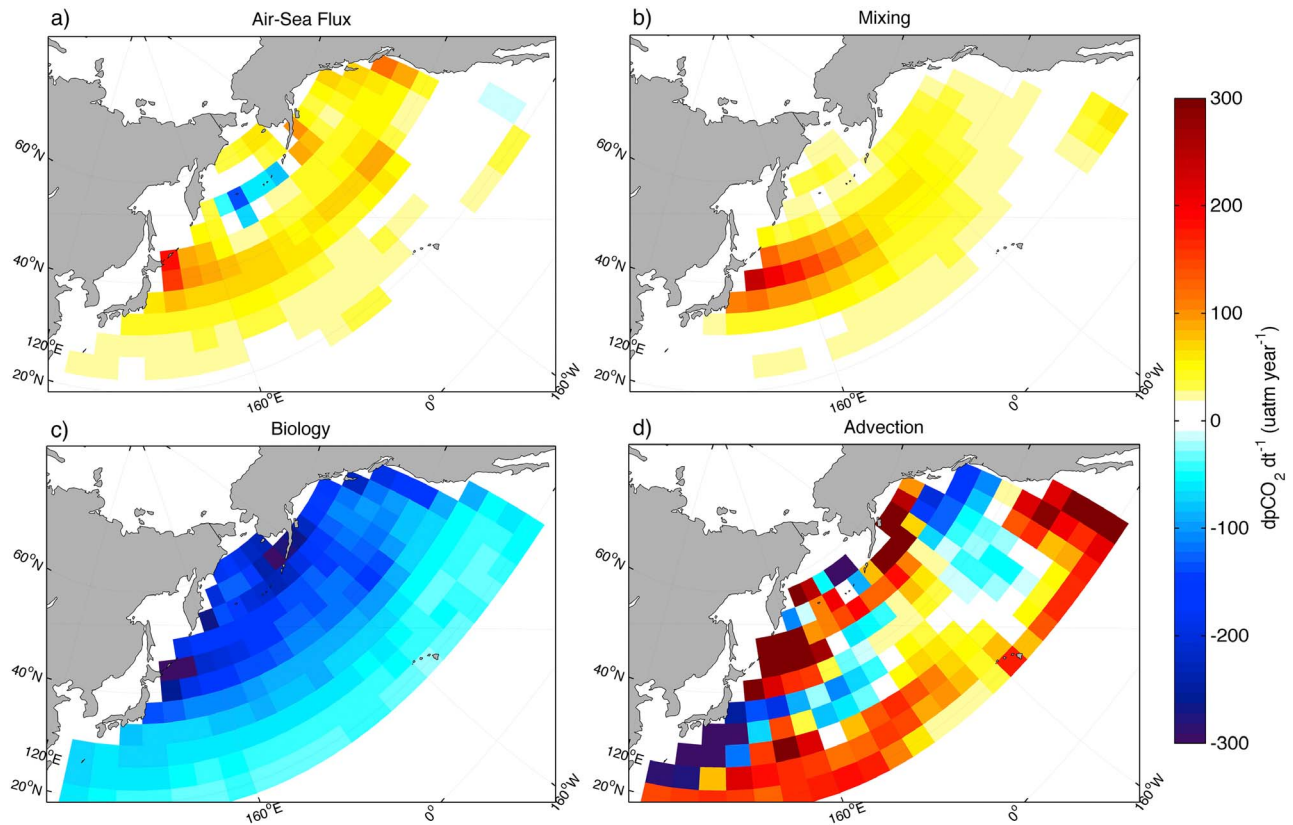 a) Air-Sea Flux
60°N
40°N
120°E
20°N
160°E
0°
160°W
b) Mixing
60°N
40°N
120°E
20°N
160°E
0°
160°W
c) Biology
60°N
40°N
120°E
20°N
160°E
0°
160°W
d) Advection
60°N
40°N
120°E
20°N
160°E
0°
160°W
300
200
100
0
-100
-200
-300
dpCO₂ dt⁻¹ (uatm year⁻¹)